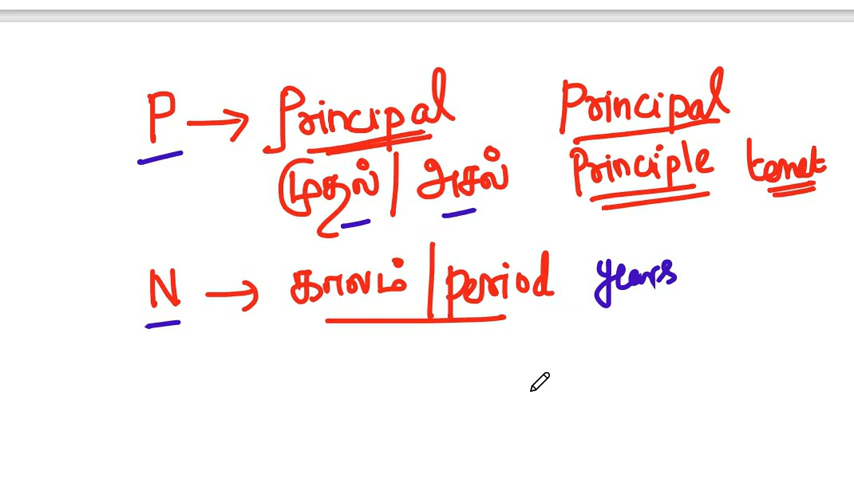 P → Principal Principal
முதல் | அசல் Principle tenet
N → காலம் | period years